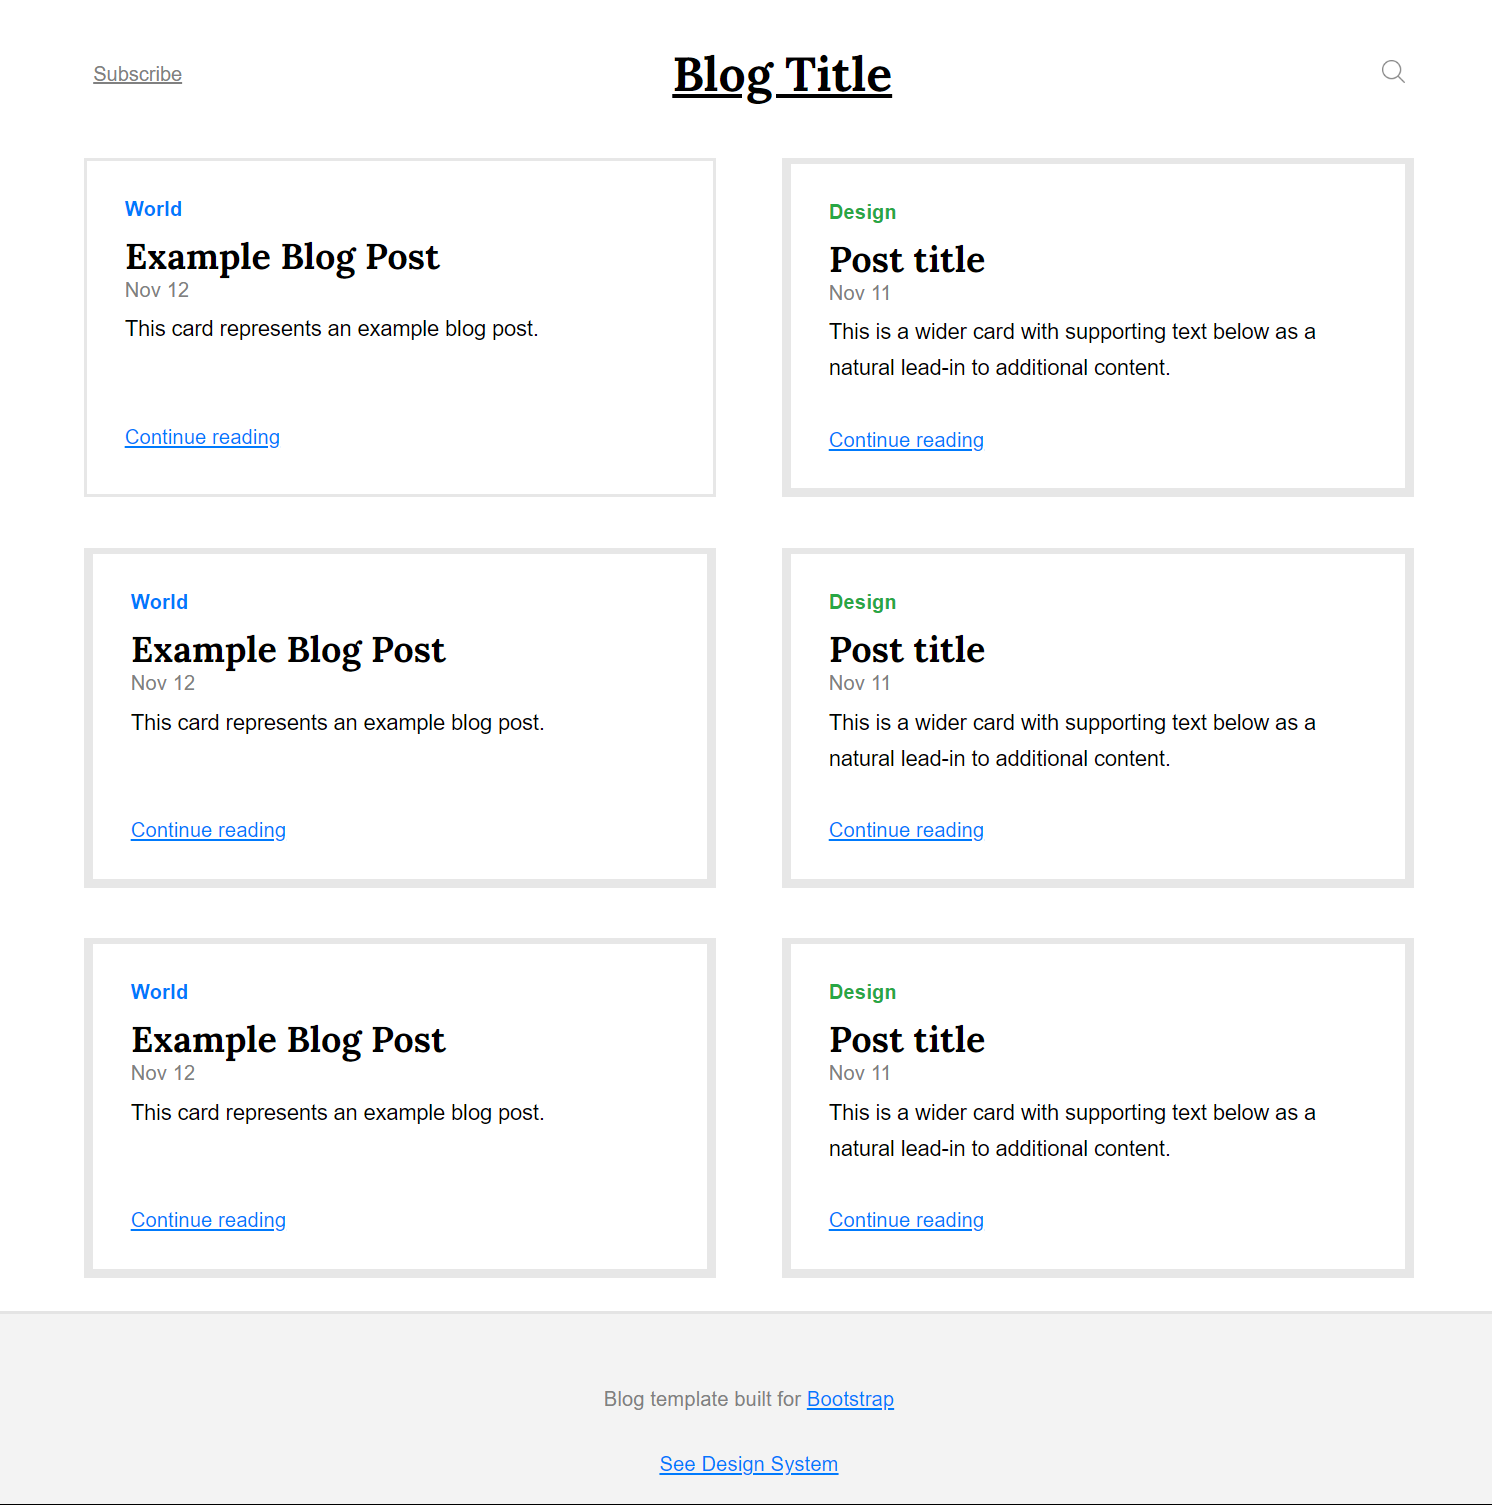 Subscribe
Blog Title
World
Example Blog Post
Nov 12
This card represents an example blog post.
Continue reading
Design
Post title
Nov 11
This is a wider card with supporting text below as a
natural lead-in to additional content.
Continue reading
World
Example Blog Post
Nov 12
This card represents an example blog post.
Continue reading
Design
Post title
Nov 11
This is a wider card with supporting text below as a
natural lead-in to additional content.
Continue reading
World
Example Blog Post
Nov 12
This card represents an example blog post.
Continue reading
Design
Post title
Nov 11
This is a wider card with supporting text below as a
natural lead-in to additional content.
Continue reading
Blog template built for Bootstrap
See Design System